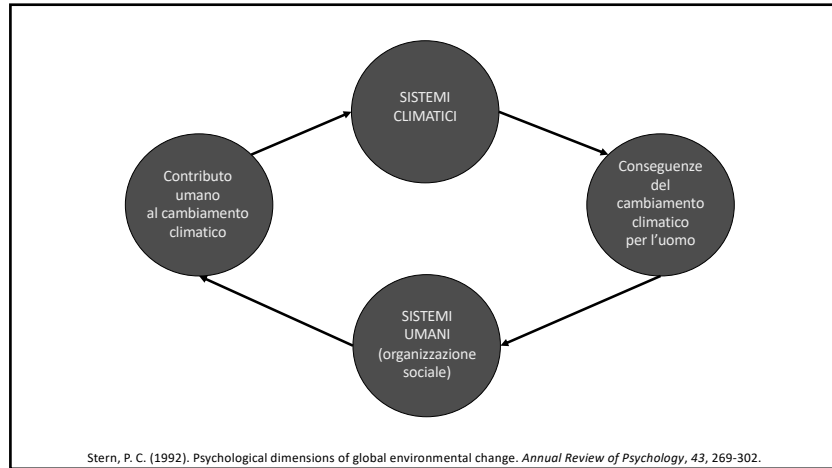 SISTEMI
CLIMATICI
Contributo
umano
al cambiamento
climatico
Conseguenze
del
cambiamento
climatico
per l'uomo
SISTEMI
UMANI
(organizzazione
sociale)
Stern, P. C. (1992). Psychological dimensions of global environmental change. Annual Review of Psychology, 43, 269-302.